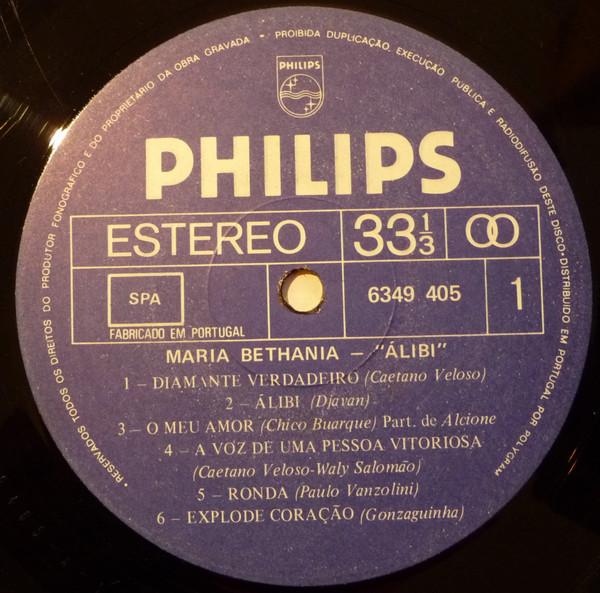 • RESERVADOS TODOS OS DIREITOS DO PRODUTOR FONOGRÁFICO E DO PROPRIETÁRIO DA OBRA GRAVADA • PROIBIDA DUPLICAÇÃO, EXECUÇÃO PÚBLICA E RADIODIFUSÃO DESTE DISCO • DISTRIBUIDO EM PORTUGAL POR POLYGRAM
PHILIPS
PHILIPS
ESTEREO 33 1/3
SPA 6349 405 1
FABRICADO EM PORTUGAL
MARIA BETHANIA – "ÁLIBI"
1 – DIAMANTE VERDADEIRO (Caetano Veloso)
2 – ÁLIBI (Djavan)
3 – O MEU AMOR (Chico Buarque) Part. de Alcione
4 – A VOZ DE UMA PESSOA VITORIOSA
(Caetano Veloso-Waly Salomão)
5 – RONDA (Paulo Vanzolini)
6 – EXPLODE CORAÇÃO (Gonzaguinha)